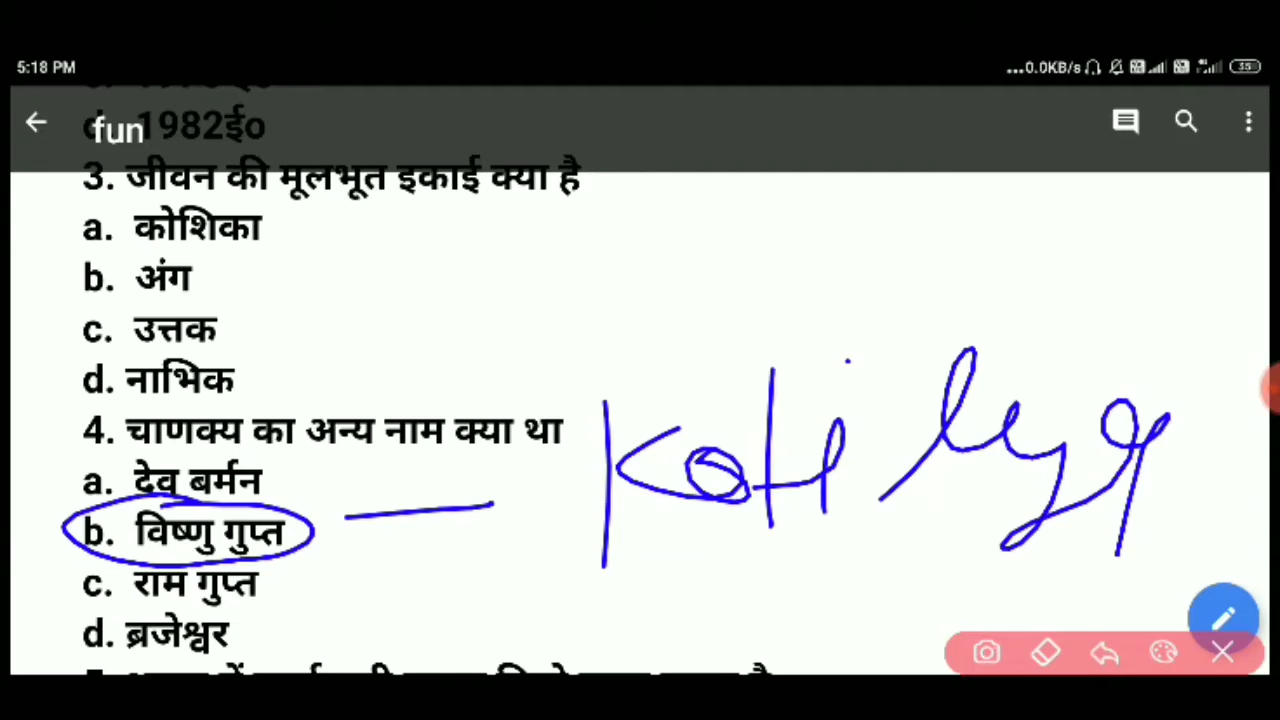 5:18 PM
...0.0KB/s 35
fun
d. 1982ई०
3. जीवन की मूलभूत इकाई क्या है
a. कोशिका
b. अंग
c. उत्तक
d. नाभिक
4. चाणक्य का अन्य नाम क्या था
a. देव बर्मन
b. विष्णु गुप्त
c. राम गुप्त
d. ब्रजेश्वर
Kotilya